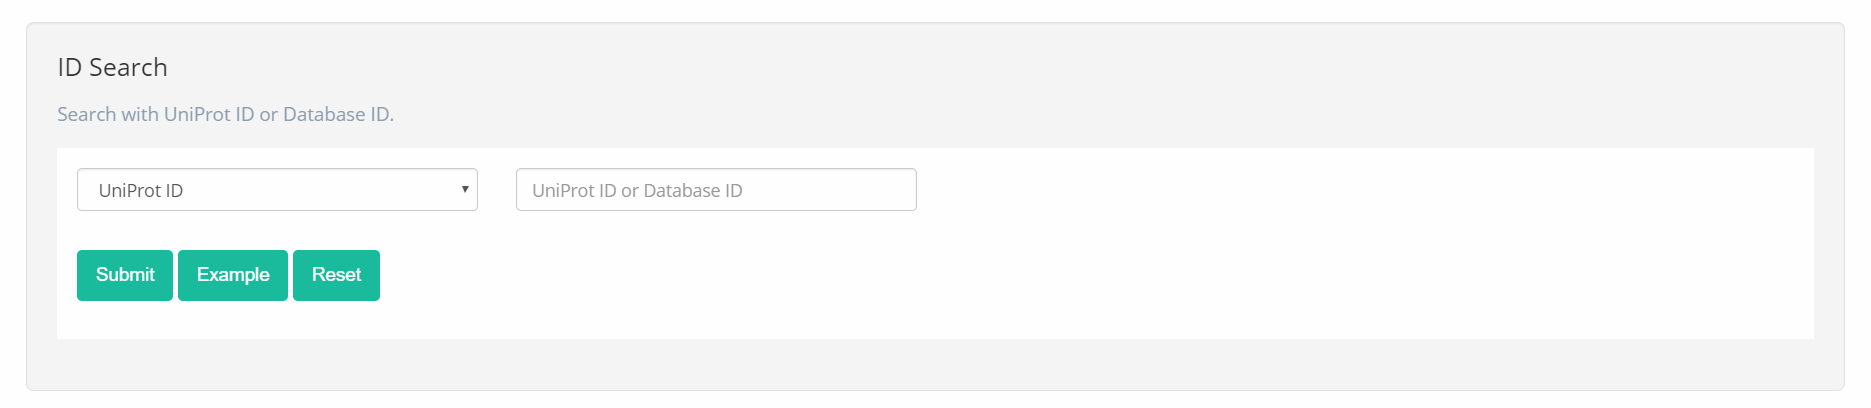 ID Search
Search with UniProt ID or Database ID.
UniProt ID UniProt ID or Database ID
Submit Example Reset